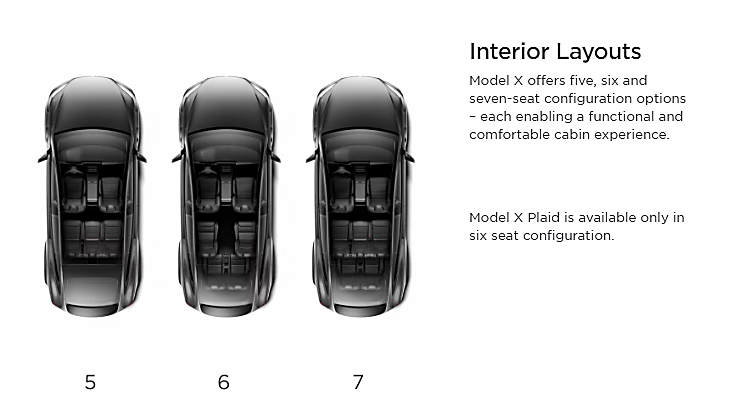 Interior Layouts
Model X offers five, six and
seven-seat configuration options
– each enabling a functional and
comfortable cabin experience.
Model X Plaid is available only in
six seat configuration.
5 6 7